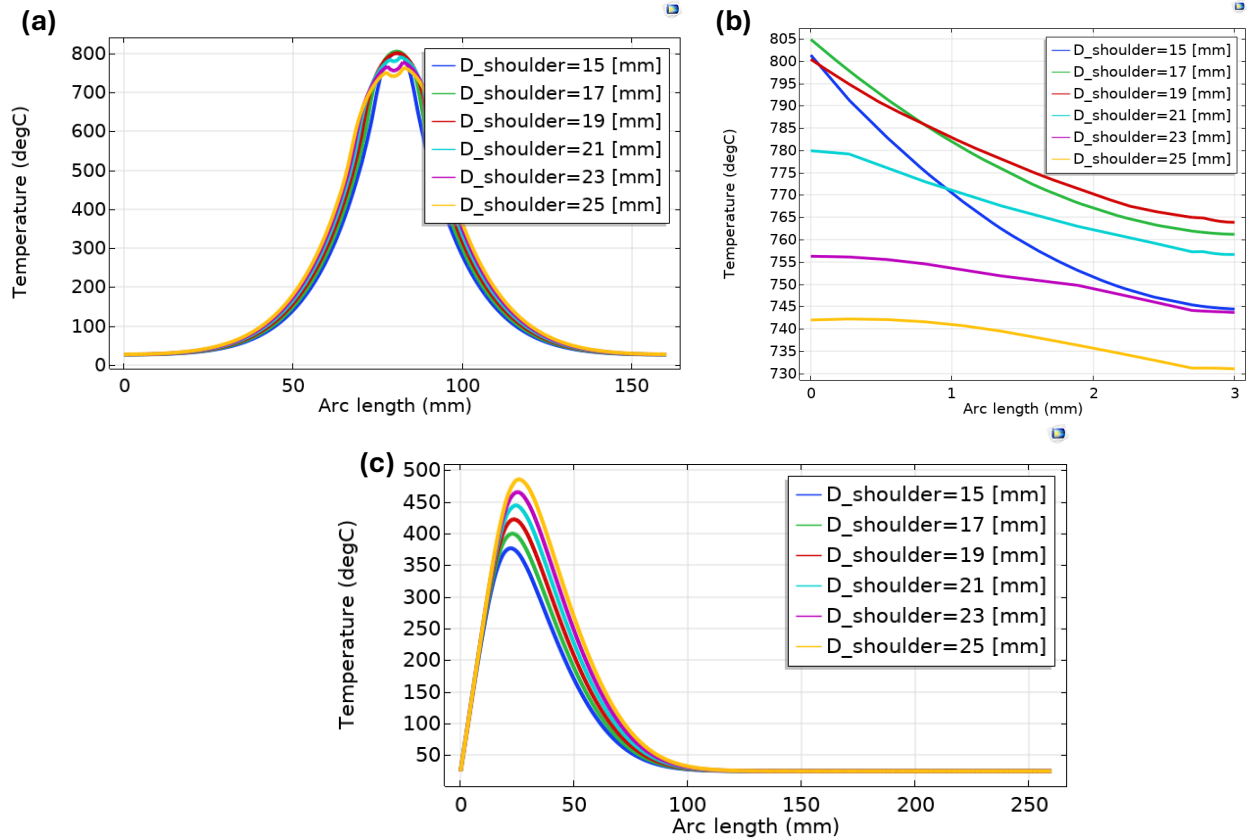 (a)
800
700
600
500
400
300
200
100
0
Temperature (degC)
0
50
100
150
Arc length (mm)
D_shoulder=15 [mm]
D_shoulder=17 [mm]
D_shoulder=19 [mm]
D_shoulder=21 [mm]
D_shoulder=23 [mm]
D_shoulder=25 [mm]
(b)
805
800
795
790
785
780
775
770
765
760
755
750
745
740
735
730
Temperature (degC)
0
1
2
3
Arc length (mm)
D_shoulder=15 [mm]
D_shoulder=17 [mm]
D_shoulder=19 [mm]
D_shoulder=21 [mm]
D_shoulder=23 [mm]
D_shoulder=25 [mm]
(c)
500
450
400
350
300
250
200
150
100
50
Temperature (degC)
0
50
100
150
200
250
Arc length (mm)
D_shoulder=15 [mm]
D_shoulder=17 [mm]
D_shoulder=19 [mm]
D_shoulder=21 [mm]
D_shoulder=23 [mm]
D_shoulder=25 [mm]